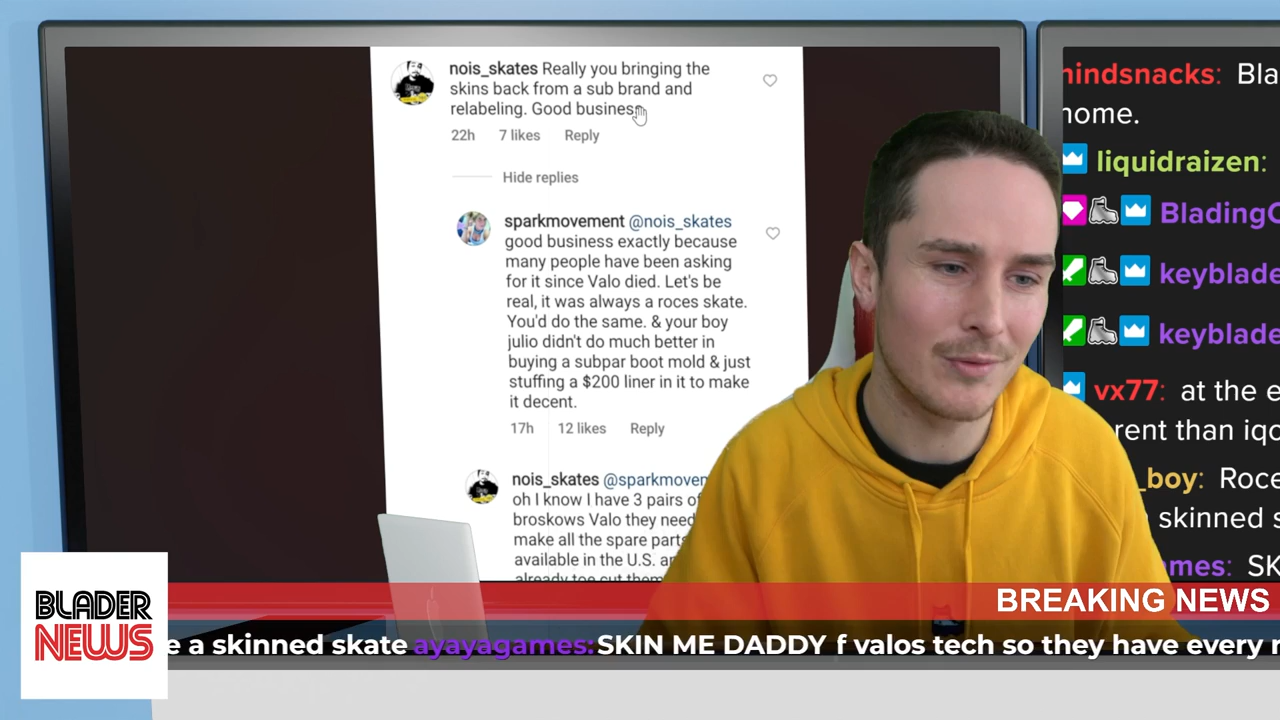 nois_skates Really you bringing the
skins back from a sub brand and
relabeling. Good business
22h 7 likes Reply
Hide replies
sparkmovement @nois_skates
good business exactly because
many people have been asking
for it since Valo died. Let's be
real, it was always a roces skate.
You'd do the same. & your boy
julio didn't do much better in
buying a subpar boot mold & just
stuffing a $200 liner in it to make
it decent.
17h 12 likes Reply
nois_skates @sparkmovem
oh I know I have 3 pairs of
broskows Valo they need
make all the spare parts
available in the U.S.
already toe cut them
nindsnacks: Bla
home.
liquidraizen:
Blading
keyblade
keyblade
vx77: at the e
rent than iqo
_boy: Roce
skinned s
mes: SK
BREAKING NEWS
BLADER
NEWS
e a skinned skate ayayagames: SKIN ME DADDY f valos tech so they have every